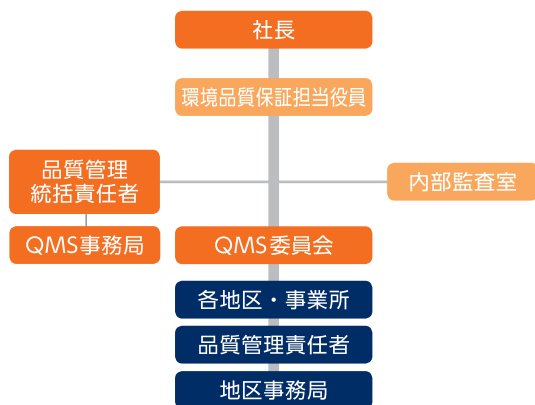 社長
環境品質保証担当役員
品質管理
統括責任者
内部監査室
QMS事務局
QMS委員会
各地区・事業所
品質管理責任者
地区事務局